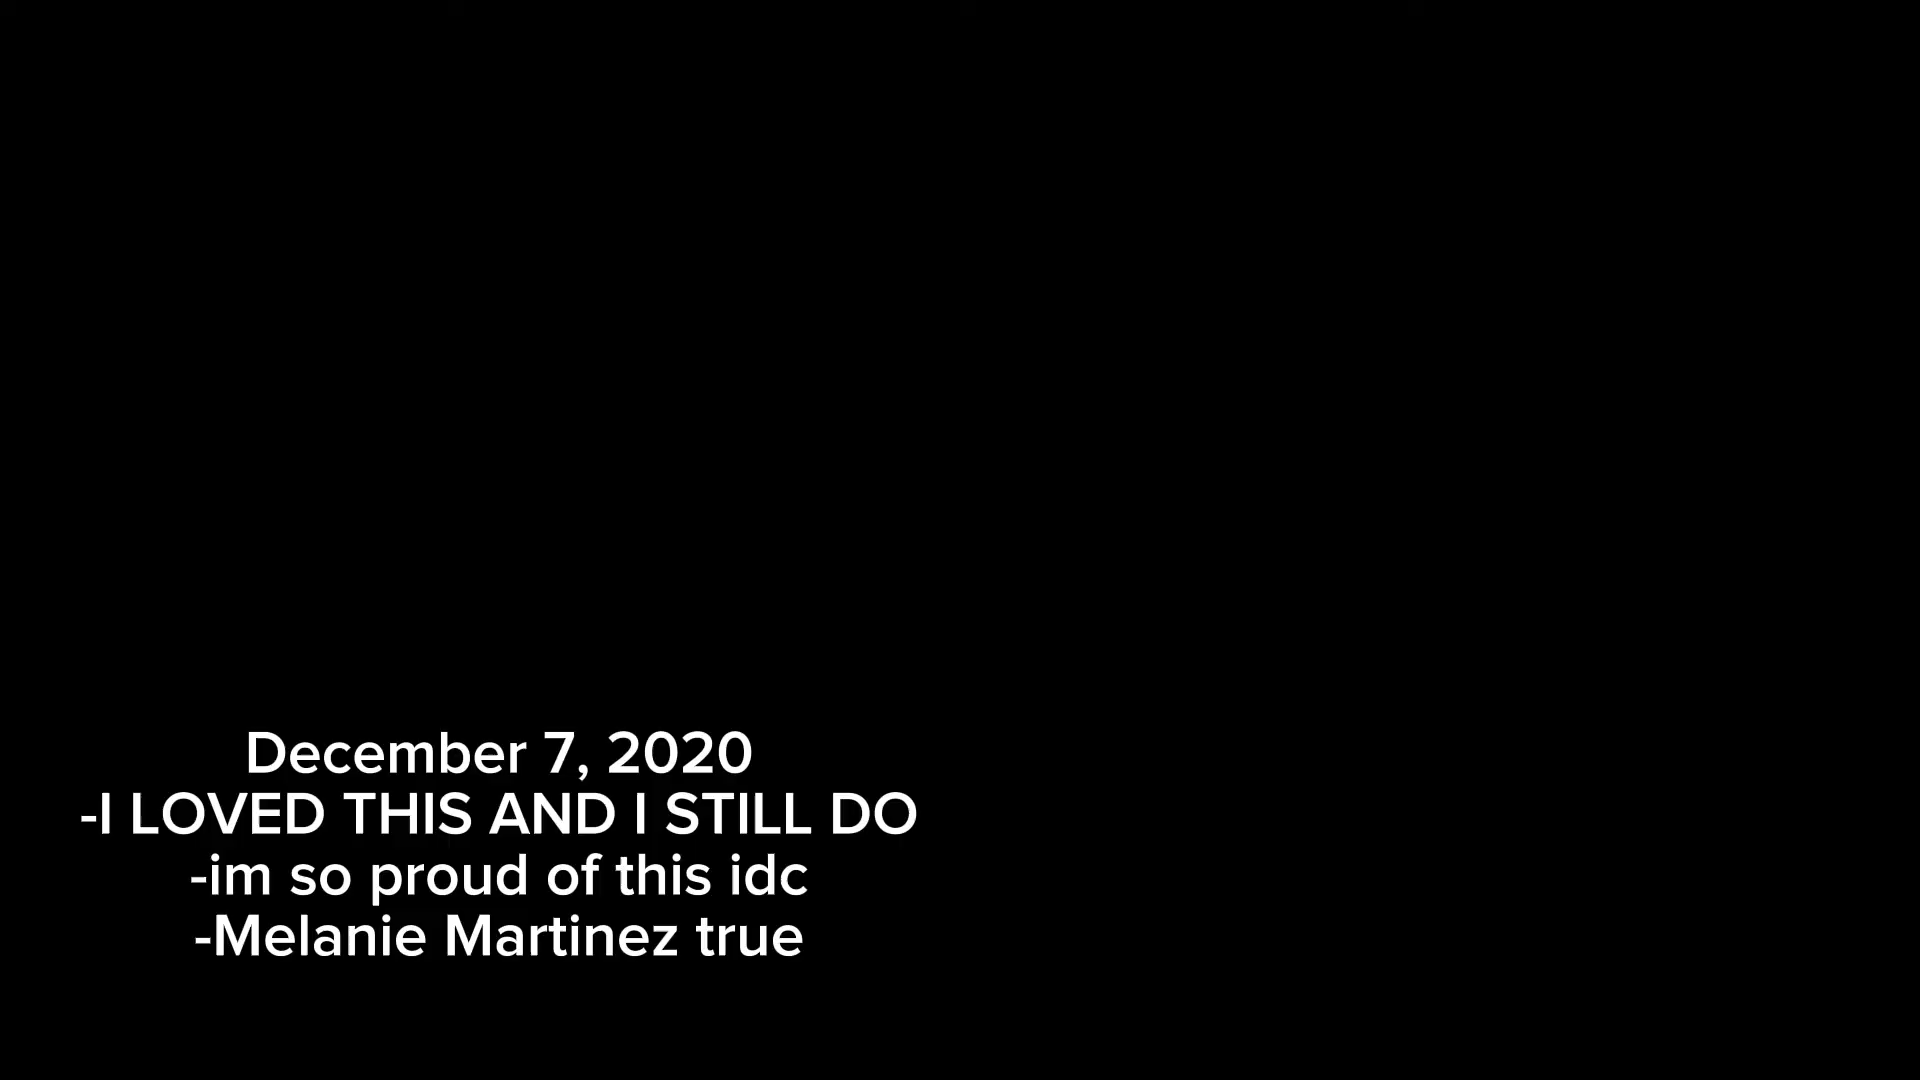 December 7, 2020
-I LOVED THIS AND I STILL DO
-im so proud of this idc
-Melanie Martinez true